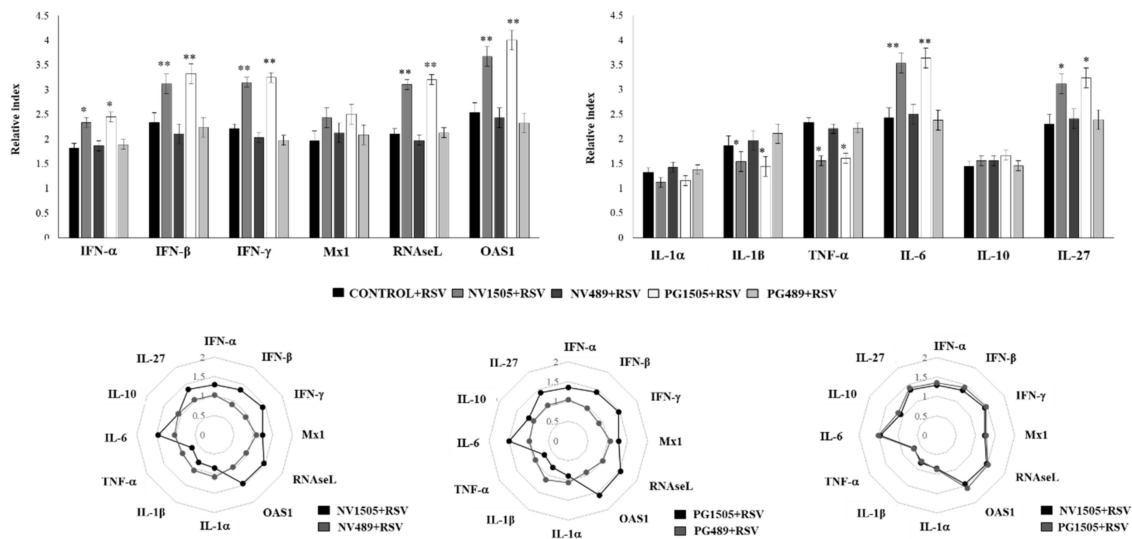 4.5
4
3.5
3
2.5
2
1.5
1
0.5
0
Relative index
* * ** ** ** ** ** ** ** **
IFN-α IFN-β IFN-γ Mx1 RNAseL OAS1
4.5
4
3.5
3
2.5
2
1.5
1
0.5
0
Relative index
* * * * ** ** * *
IL-1α IL-1ß TNF-α IL-6 IL-10 IL-27
CONTROL+RSV NV1505+RSV NV489+RSV PG1505+RSV PG489+RSV
IFN-α
IFN-β
IFN-γ
Mx1
RNAseL
OAS1
IL-1α
IL-1β
TNF-α
IL-6
IL-10
IL-27
2
1.5
1
0.5
0
NV1505+RSV
NV489+RSV
IFN-α
IFN-β
IFN-γ
Mx1
RNAseL
OAS1
IL-1α
IL-1β
TNF-α
IL-6
IL-10
IL-27
2
1.5
1
0.5
0
PG1505+RSV
PG489+RSV
IFN-α
IFN-β
IFN-γ
Mx1
RNAseL
OAS1
IL-1α
IL-1β
TNF-α
IL-6
IL-10
IL-27
2
1.5
1
0.5
0
NV1505+RSV
PG1505+RSV